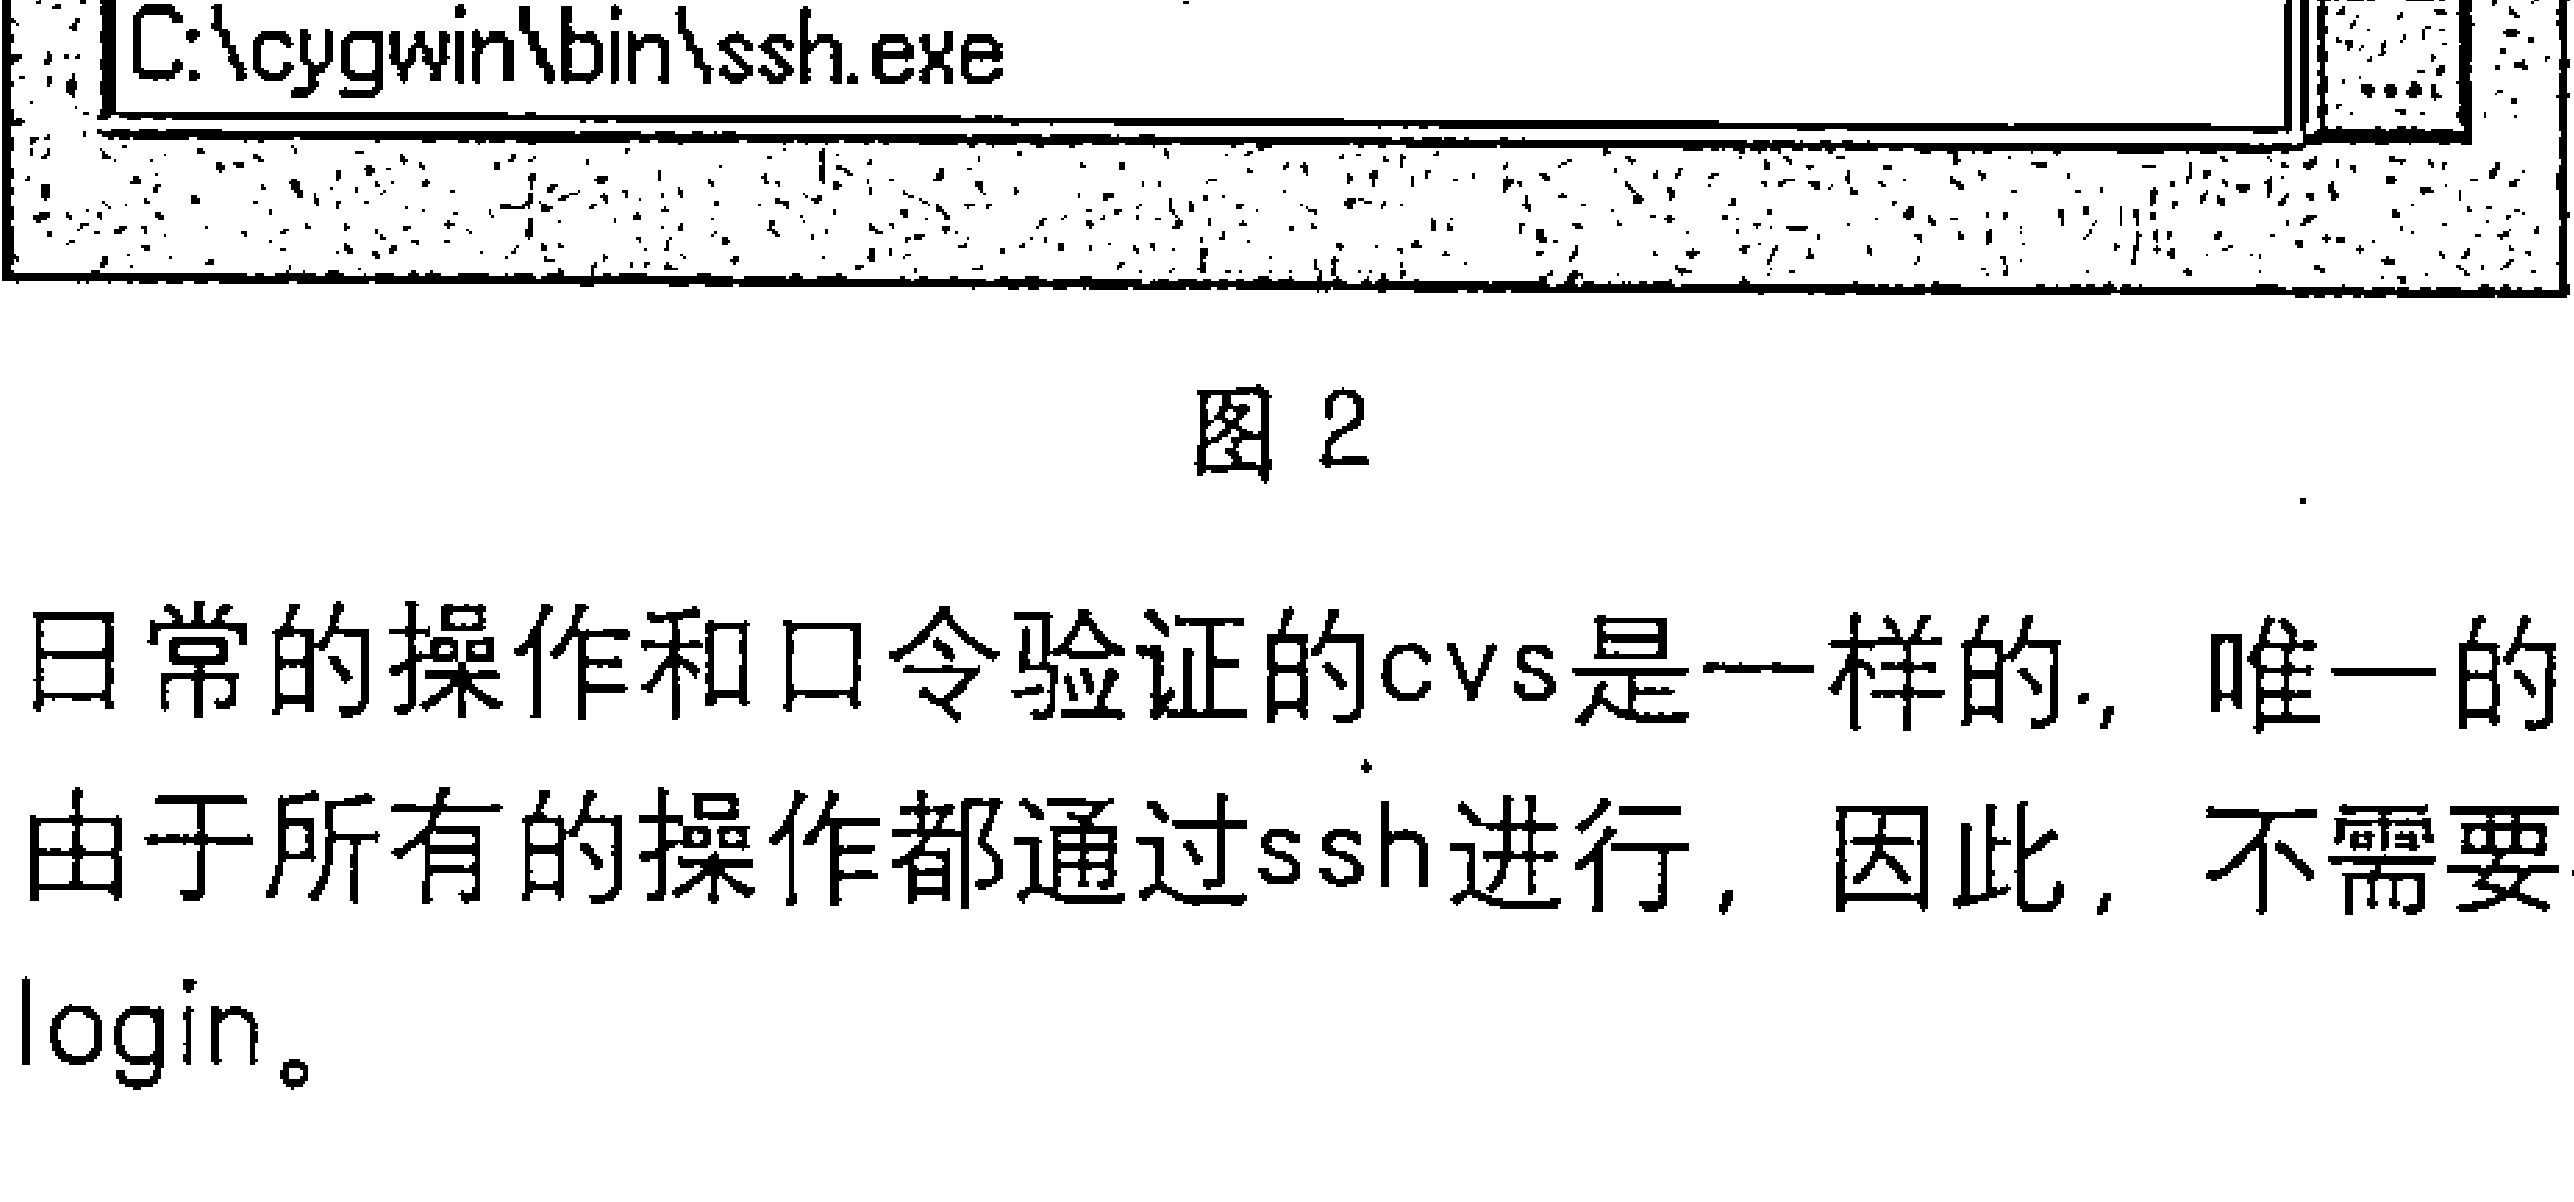 C:\cygwin\bin\ssh.exe
...
图 2
日常的操作和口令验证的cvs是一样的., 唯一的
由于所有的操作都通过ssh进行, 因此, 不需要
login。